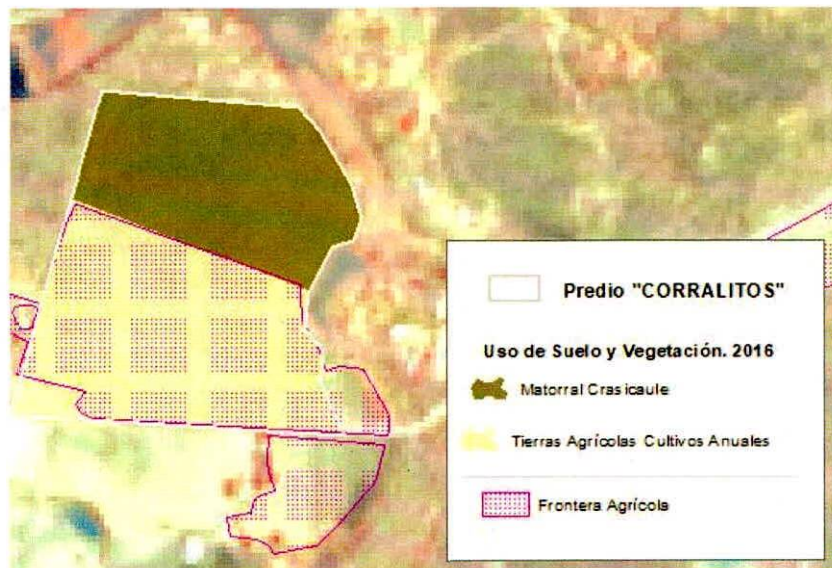 Predio "CORRALITOS"
Uso de Suelo y Vegetación. 2016
Matorral Crasicaule
Tierras Agrícolas Cultivos Anuales
Frontera Agrícola